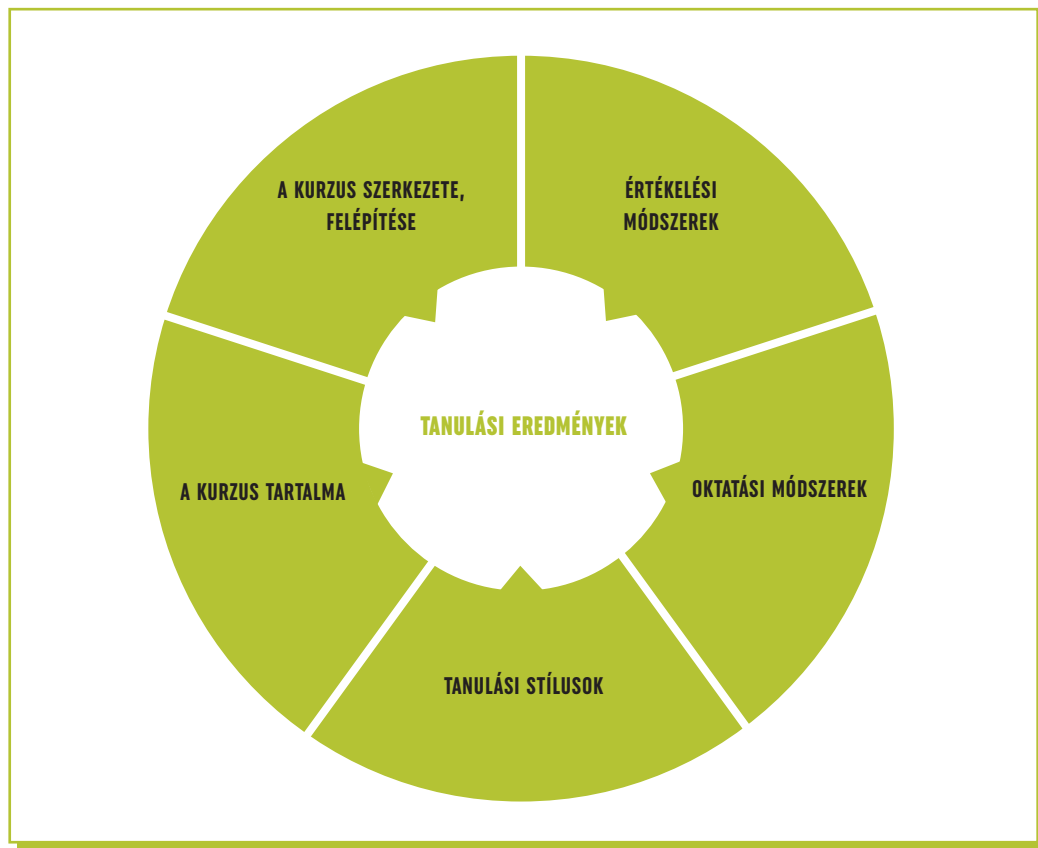 A KURZUS SZERKEZETE,
FELÉPÍTÉSE
ÉRTÉKELÉSI
MÓDSZEREK
TANULÁSI EREDMÉNYEK
A KURZUS TARTALMA
OKTATÁSI MÓDSZEREK
TANULÁSI STÍLUSOK